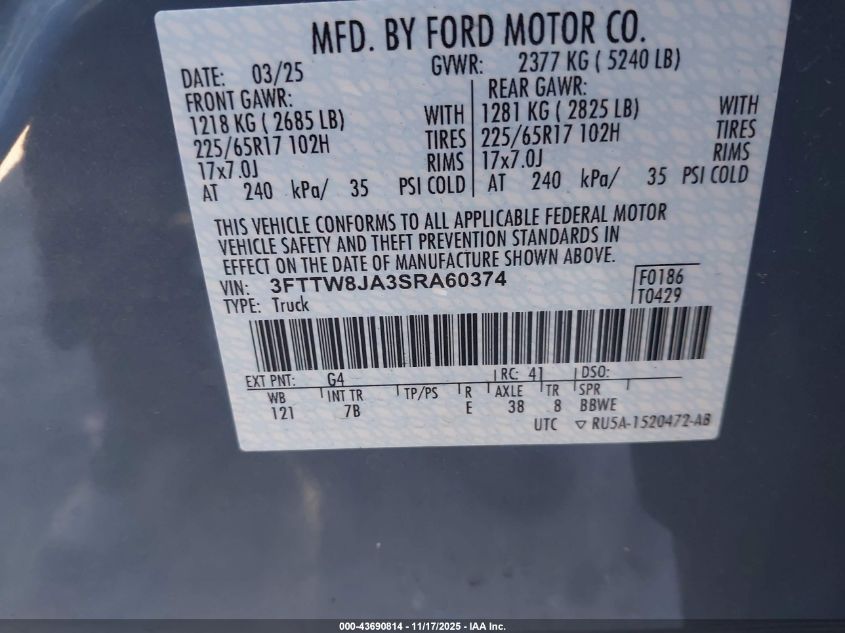 MFD. BY FORD MOTOR CO.
DATE: 03/25 GVWR: 2377 KG ( 5240 LB)
FRONT GAWR: REAR GAWR:
1218 KG ( 2685 LB) WITH 1281 KG ( 2825 LB) WITH
225/65R17 102H TIRES 225/65R17 102H TIRES
17x7.0J RIMS 17x7.0J RIMS
AT 240 kPa/ 35 PSI COLD AT 240 kPa/ 35 PSI COLD
THIS VEHICLE CONFORMS TO ALL APPLICABLE FEDERAL MOTOR
VEHICLE SAFETY AND THEFT PREVENTION STANDARDS IN
EFFECT ON THE DATE OF MANUFACTURE SHOWN ABOVE.
VIN: 3FTTW8JA3SRA60374 F0186
TYPE: Truck T0429
EXT PNT: G4 RC: 41 DSO:
WB INT TR TP/PS R AXLE TR SPR
121 7B E 38 8 BBWE
UTC ▽ RU5A-1520472-AB
000-43690814 - 11/17/2025 - IAA Inc.